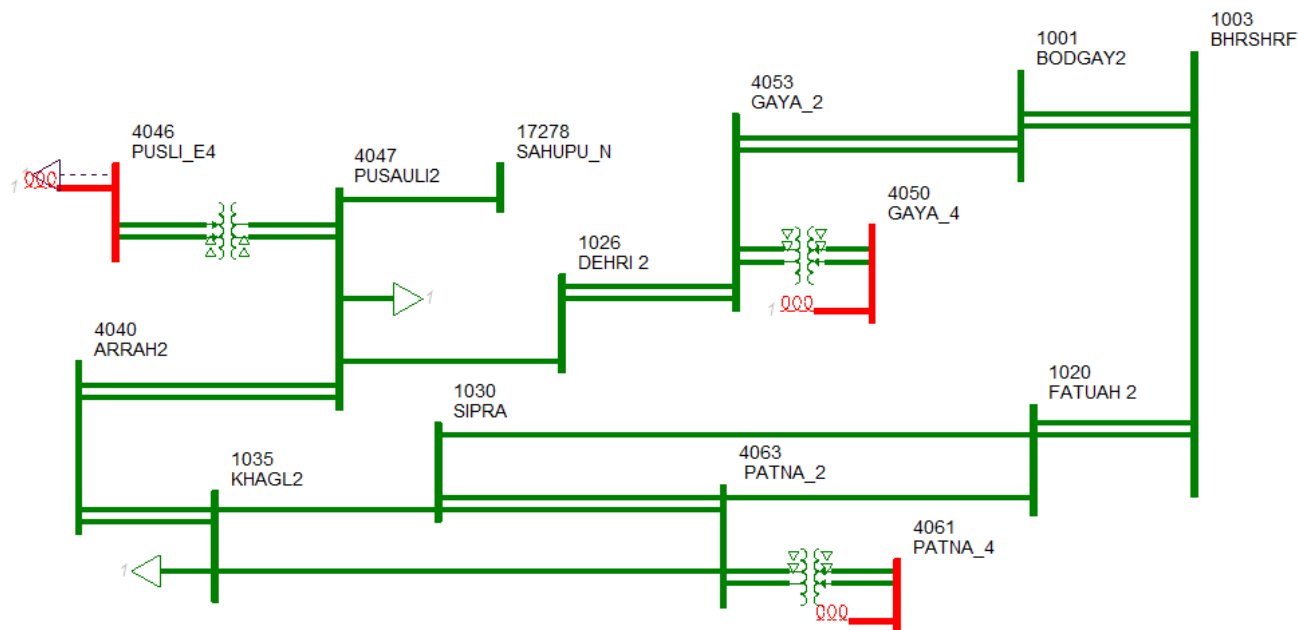 1003
BHRSHRF
1001
BODGAY2
4053
GAYA_2
4046
PUSLI_E4
17278
SAHUPU_N
4047
PUSAULI2
4050
GAYA_4
1
1026
DEHRI 2
1
1
4040
ARRAH2
1030
SIPRA
1020
FATUAH 2
1035
KHAGL2
4063
PATNA_2
4061
PATNA_4
1